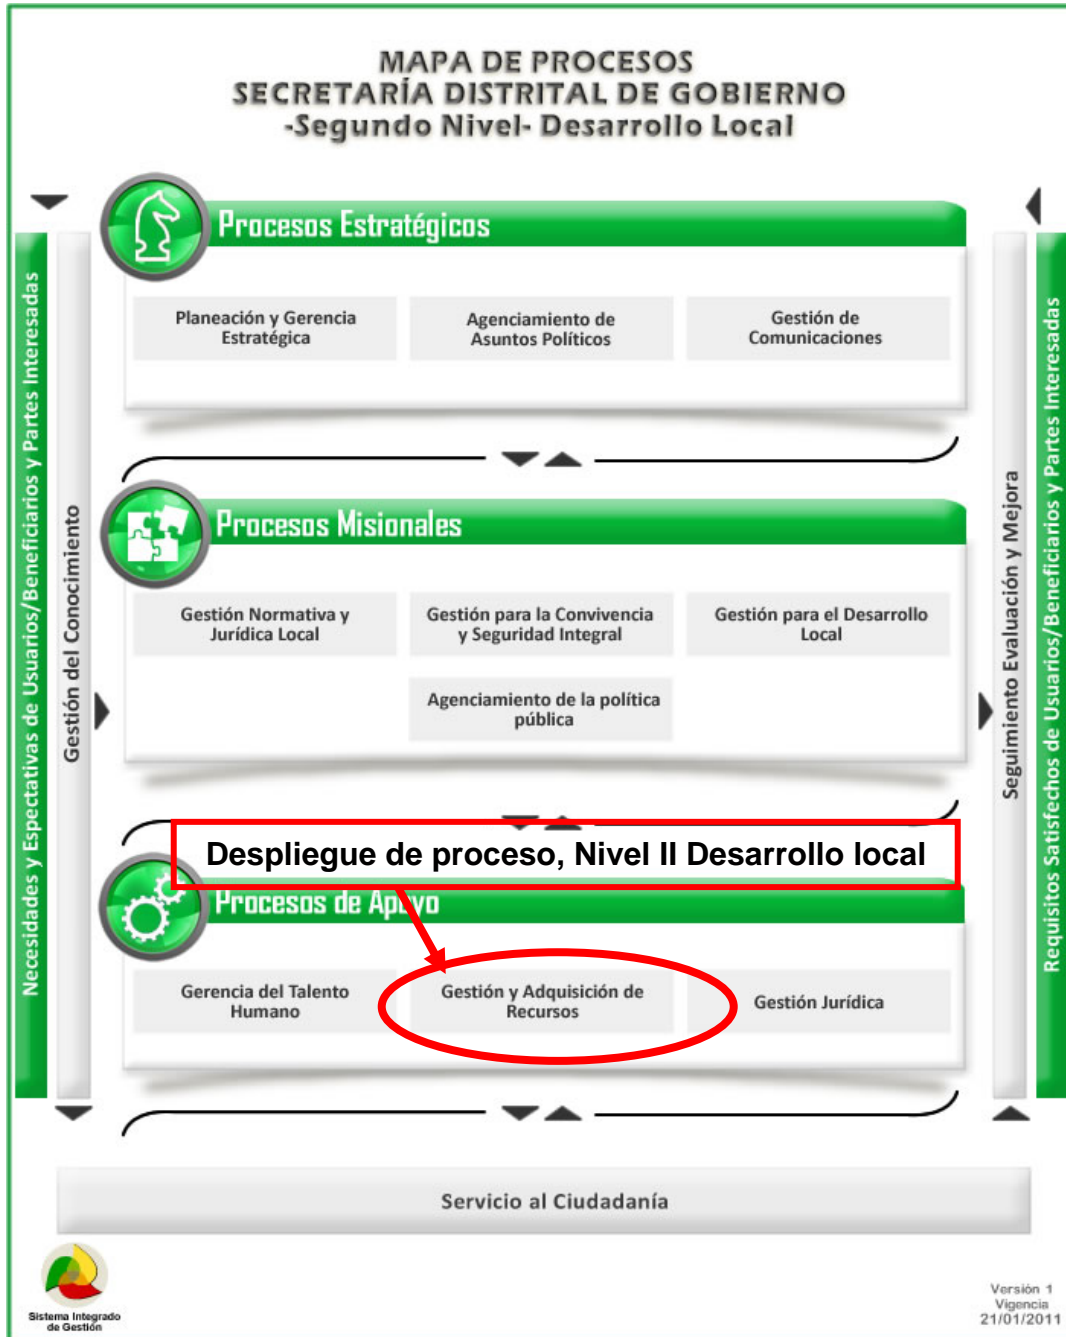 MAPA DE PROCESOS
SECRETARÍA DISTRITAL DE GOBIERNO
-Segundo Nivel- Desarrollo Local
Necesidades y Espectativas de Usuarios/Beneficiarios y Partes Interesadas
Gestión del Conocimiento
Procesos Estratégicos
Planeación y Gerencia
Estratégica
Agenciamiento de
Asuntos Políticos
Gestión de
Comunicaciones
Procesos Misionales
Gestión Normativa y
Jurídica Local
Gestión para la Convivencia
y Seguridad Integral
Gestión para el Desarrollo
Local
Agenciamiento de la política
pública
Despliegue de proceso, Nivel II Desarrollo local
Procesos de Apoyo
Gerencia del Talento
Humano
Gestión y Adquisición de
Recursos
Gestión Jurídica
Seguimiento Evaluación y Mejora
Requisitos Satisfechos de Usuarios/Beneficiarios y Partes Interesadas
Servicio al Ciudadanía
Sistema Integrado
de Gestión
Versión 1
Vigencia
21/01/2011